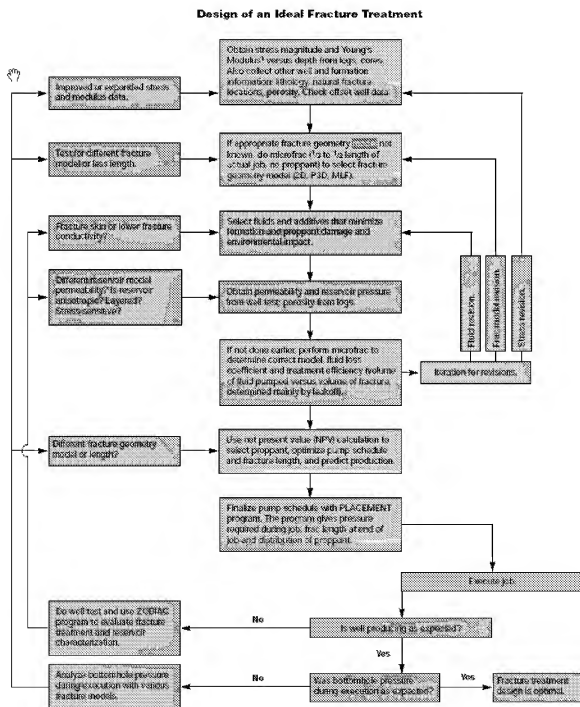 Design of an Ideal Fracture Treatment
Obtain stress magnitude and Young's
Modulus versus depth from logs, cores.
Also collect other well and formation
information: lithology, natural fracture
locations, porosity. Check offset well data.
Improved or expanded stress
and modulus data.
If appropriate fracture geometry
not
known, do microfrac
length of
actual job, no proppant) to select fracture
geometry model (2D, P3D, MLF).
Test for different fracture
model or less length.
Select fluids and additives that minimize
formation and proppant damage and
environmental impact.
Fracture skin or lower fracture
conductivity?
Different reservoir model
permeability? Is reservoir
anisotropic? Layered?
Stress-sensitive?
Obtain permeability and reservoir pressure
from well test; porosity from logs.
Fluid revision.
Frac model revision.
Stress revision.
If not done earlier, perform microfrac to
determine correct model, fluid loss
coefficient and treatment efficiency (volume
of fluid pumped versus volume of fracture,
determined mainly by leakoff).
Iteration for revisions.
Different fracture geometry
model or length?
Use net present value (NPV) calculation to
select proppant, optimize pump schedule
and fracture length, and predict production.
Finalize pump schedule with PLACEMENT
program. The program gives pressure
required during job, frac length at end of
job and distribution of proppant.
Execute job.
Do well test and use ZODIAC
program to evaluate fracture
treatment and reservoir
characterization.
No
Is well producing as expected?
Yes
Analyze bottomhole pressure
during execution with various
fracture models.
No
Was bottomhole pressure
during execution as expected?
Yes
Fracture treatment
design is optimal.